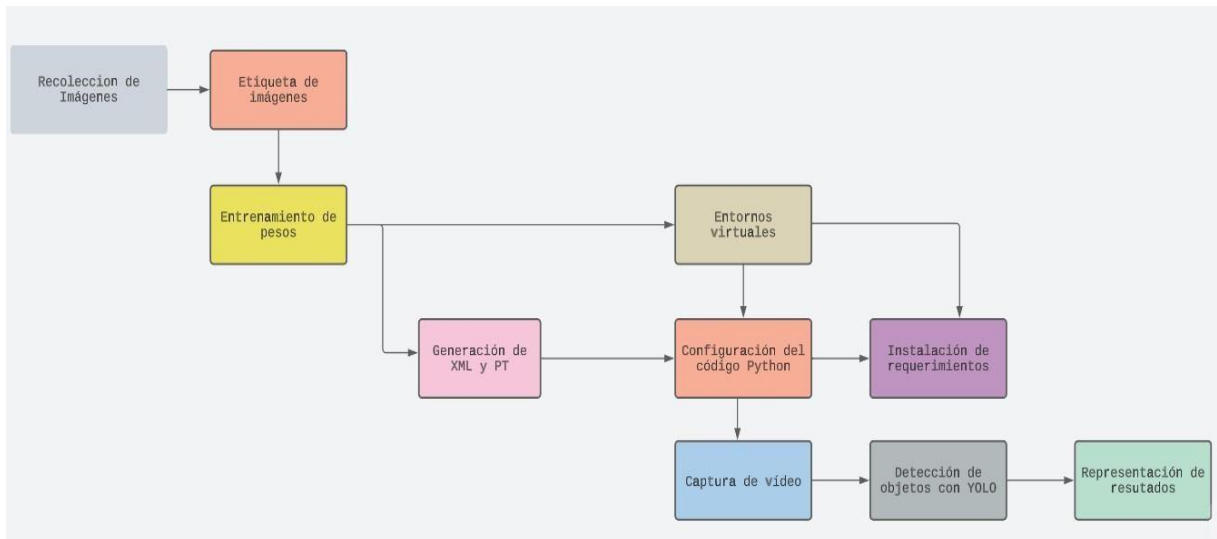 Recoleccion de
Imágenes
Etiqueta de
imágenes
Entrenamiento de
pesos
Entornos
virtuales
Generación de
XML y PT
Configuración del
código Python
Instalación de
requerimientos
Captura de vídeo
Detección de
objetos con YOLO
Representación de
resutados